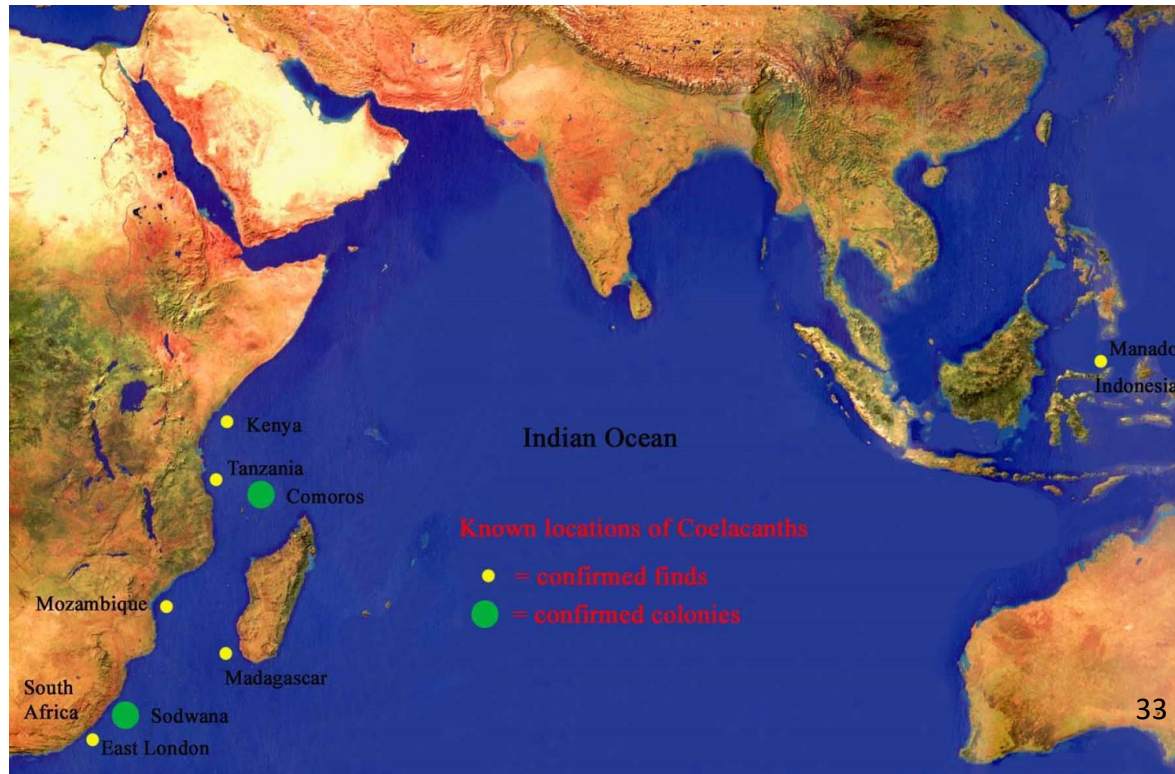 Manado
Indonesia
Kenya
Indian Ocean
Tanzania
Comoros
Known locations of Coelacanths
= confirmed finds
= confirmed colonies
Mozambique
Madagascar
South
Africa
Sodwana
East London
33